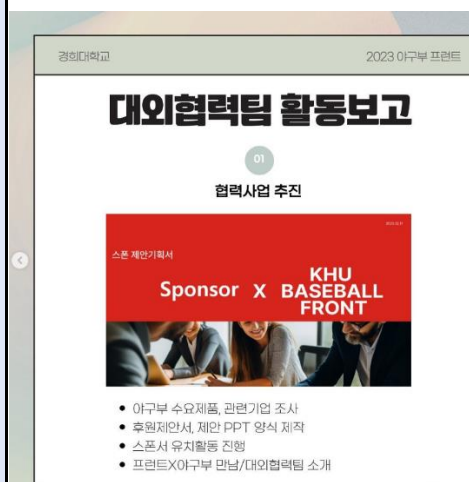 경희대학교
2023 야구부 프런트
대외협력팀 활동보고
01
협력사업 추진
스폰 제안기획서
Sponsor X KHU
BASEBALL
FRONT
• 야구부 수요제품, 관련기업 조사
• 후원제안서, 제안 PPT 양식 제작
• 스폰서 유치활동 진행
• 프런트X야구부 만남/대외협력팀 소개